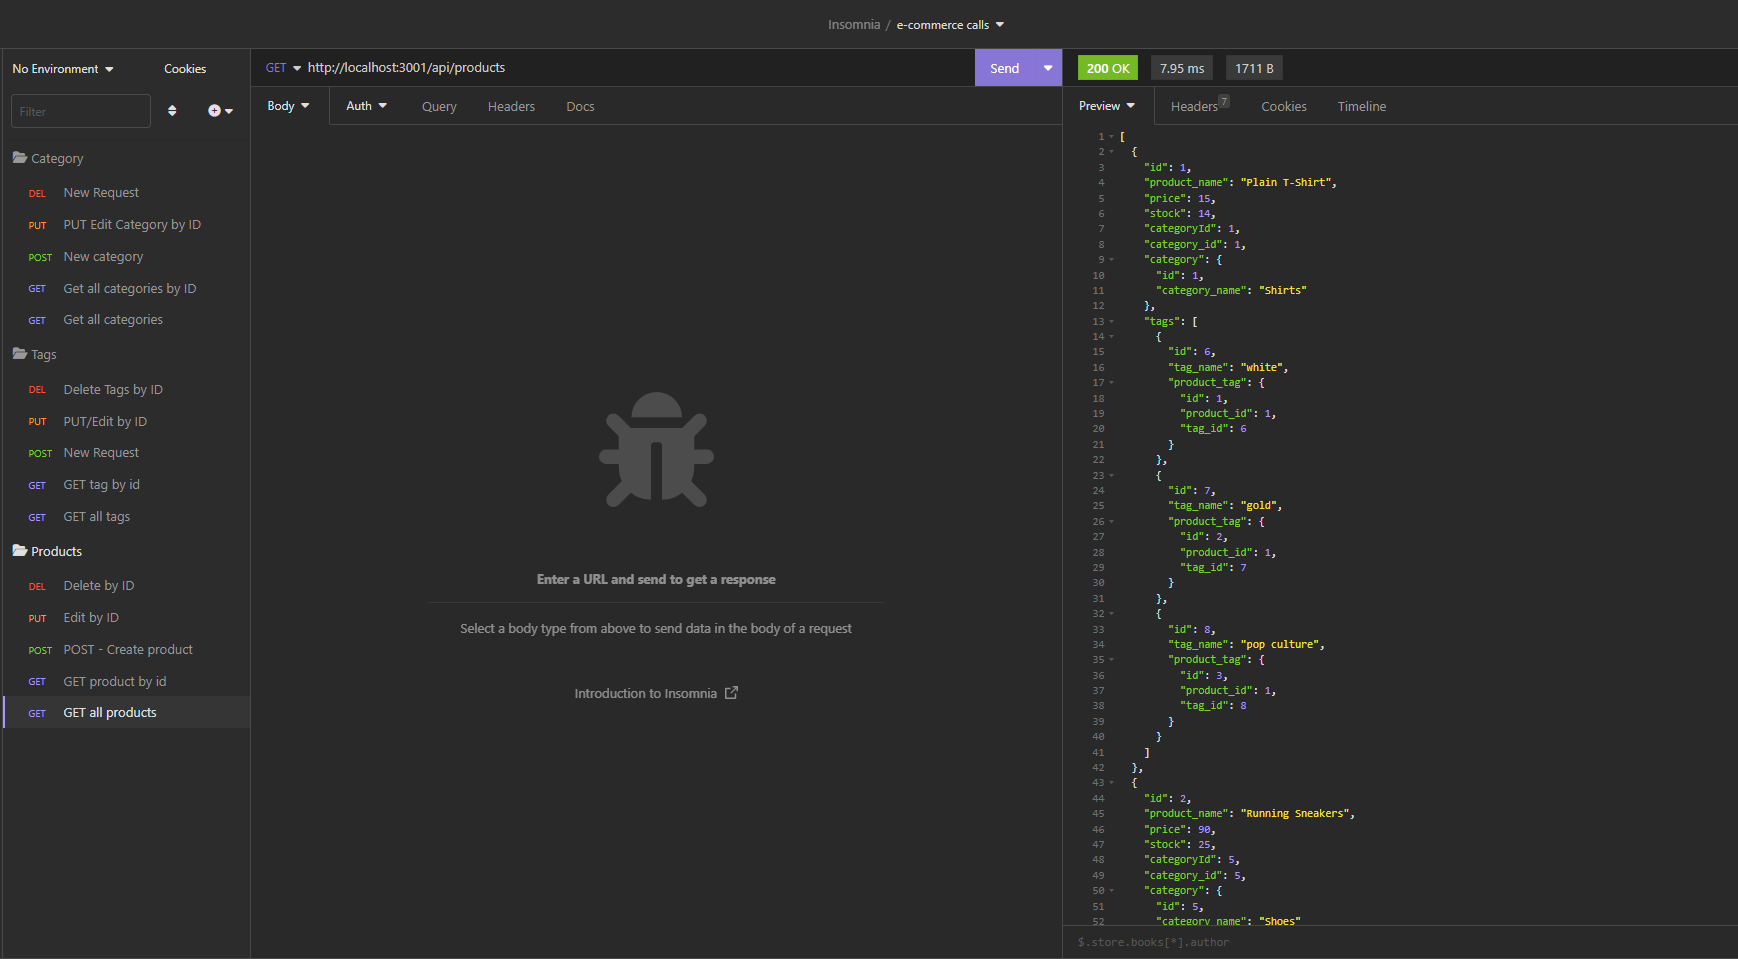 Insomnia / e-commerce calls
No Environment
Cookies
Filter
Category
DEL New Request
PUT PUT Edit Category by ID
POST New category
GET Get all categories by ID
GET Get all categories
Tags
DEL Delete Tags by ID
PUT PUT/Edit by ID
POST New Request
GET GET tag by id
GET GET all tags
Products
DEL Delete by ID
PUT Edit by ID
POST POST - Create product
GET GET product by id
GET GET all products
GET http://localhost:3001/api/products
Send
Body Auth Query Headers Docs
Enter a URL and send to get a response
Select a body type from above to send data in the body of a request
Introduction to Insomnia
200 OK 7.95 ms 1711 B
Preview Headers 7 Cookies Timeline
1 [
2 {
3 "id": 1,
4 "product_name": "Plain T-Shirt",
5 "price": 15,
6 "stock": 14,
7 "categoryId": 1,
8 "category_id": 1,
9 "category": {
10 "id": 1,
11 "category_name": "Shirts"
12 },
13 "tags": [
14 {
15 "id": 6,
16 "tag_name": "white",
17 "product_tag": {
18 "id": 1,
19 "product_id": 1,
20 "tag_id": 6
21 }
22 },
23 {
24 "id": 7,
25 "tag_name": "gold",
26 "product_tag": {
27 "id": 2,
28 "product_id": 1,
29 "tag_id": 7
30 }
31 },
32 {
33 "id": 8,
34 "tag_name": "pop culture",
35 "product_tag": {
36 "id": 3,
37 "product_id": 1,
38 "tag_id": 8
39 }
40 }
41 ]
42 },
43 {
44 "id": 2,
45 "product_name": "Running Sneakers",
46 "price": 90,
47 "stock": 25,
48 "categoryId": 5,
49 "category_id": 5,
50 "category": {
51 "id": 5,
52 "category_name": "Shoes"
$.store.books[*].author